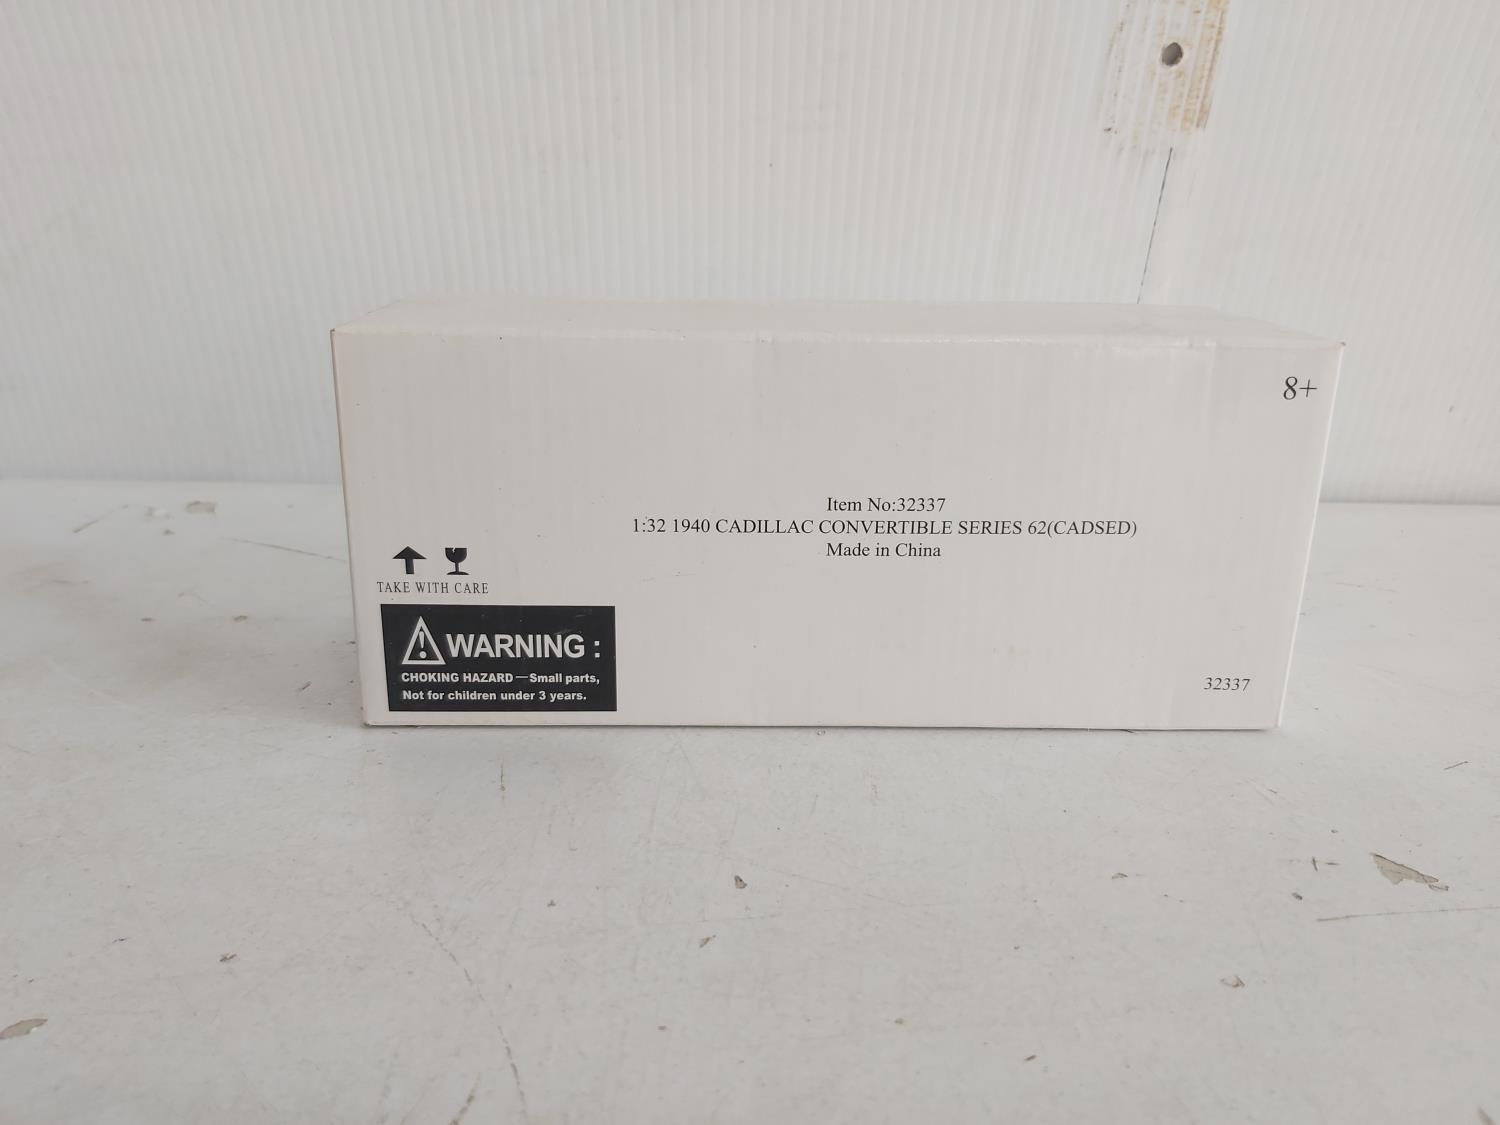 8+
Item No:32337
1:32 1940 CADILLAC CONVERTIBLE SERIES 62(CADSED)
Made in China
TAKE WITH CARE
WARNING :
CHOKING HAZARD—Small parts,
Not for children under 3 years.
32337